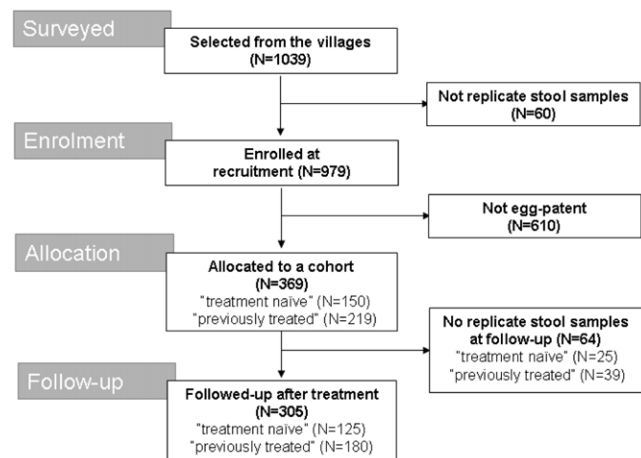 Surveyed
Selected from the villages
(N=1039)
Not replicate stool samples
(N=60)
Enrolment
Enrolled at
recruitment (N=979)
Not egg-patent
(N=610)
Allocation
Allocated to a cohort
(N=369)
"treatment naïve" (N=150)
"previously treated" (N=219)
No replicate stool samples
at follow-up (N=64)
"treatment naïve" (N=25)
"previously treated" (N=39)
Follow-up
Followed-up after treatment
(N=305)
"treatment naïve" (N=125)
"previously treated" (N=180)